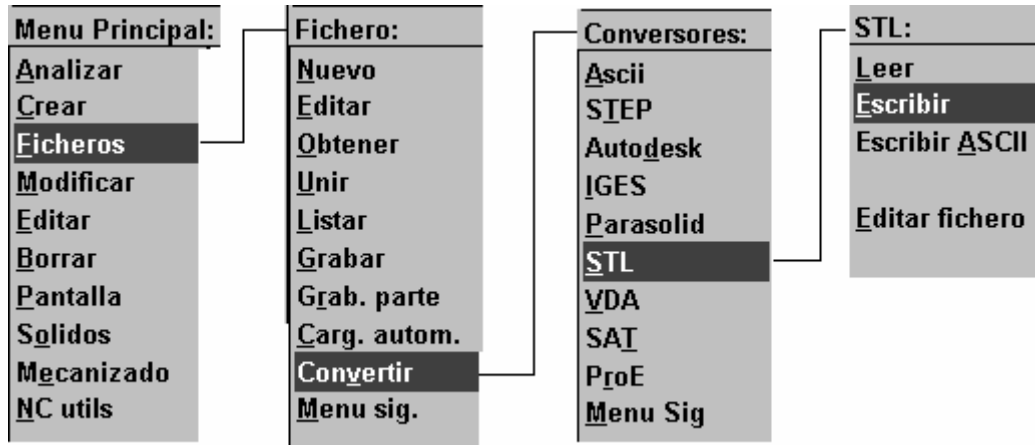 Menu Principal:
Analizar
Crear
Ficheros
Modificar
Editar
Borrar
Pantalla
Solidos
Mecanizado
NC utils
Fichero:
Nuevo
Editar
Obtener
Unir
Listar
Grabar
Grab. parte
Carg. autom.
Convertir
Menu sig.
Conversores:
Ascii
STEP
Autodesk
IGES
Parasolid
STL
VDA
SAT
ProE
Menu Sig
STL:
Leer
Escribir
Escribir ASCII
Editar fichero